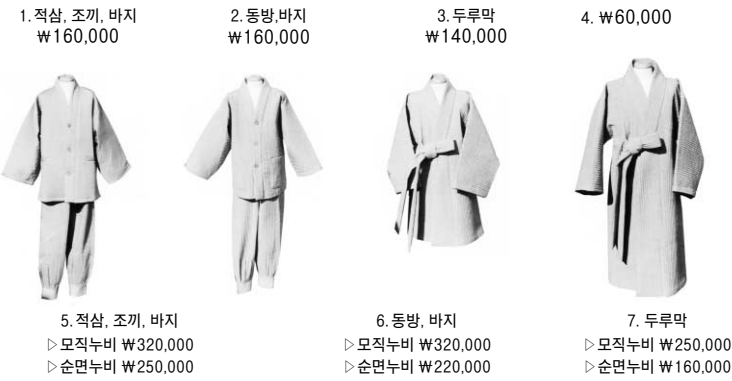 1. 적삼, 조끼, 바지
₩160,000
2. 동방,바지
₩160,000
3. 두루막
₩140,000
4. ₩60,000
5. 적삼, 조끼, 바지
▷모직누비 ₩320,000
▷순면누비 ₩250,000
6. 동방, 바지
▷모직누비 ₩320,000
▷순면누비 ₩220,000
7. 두루막
▷모직누비 ₩250,000
▷순면누비 ₩160,000